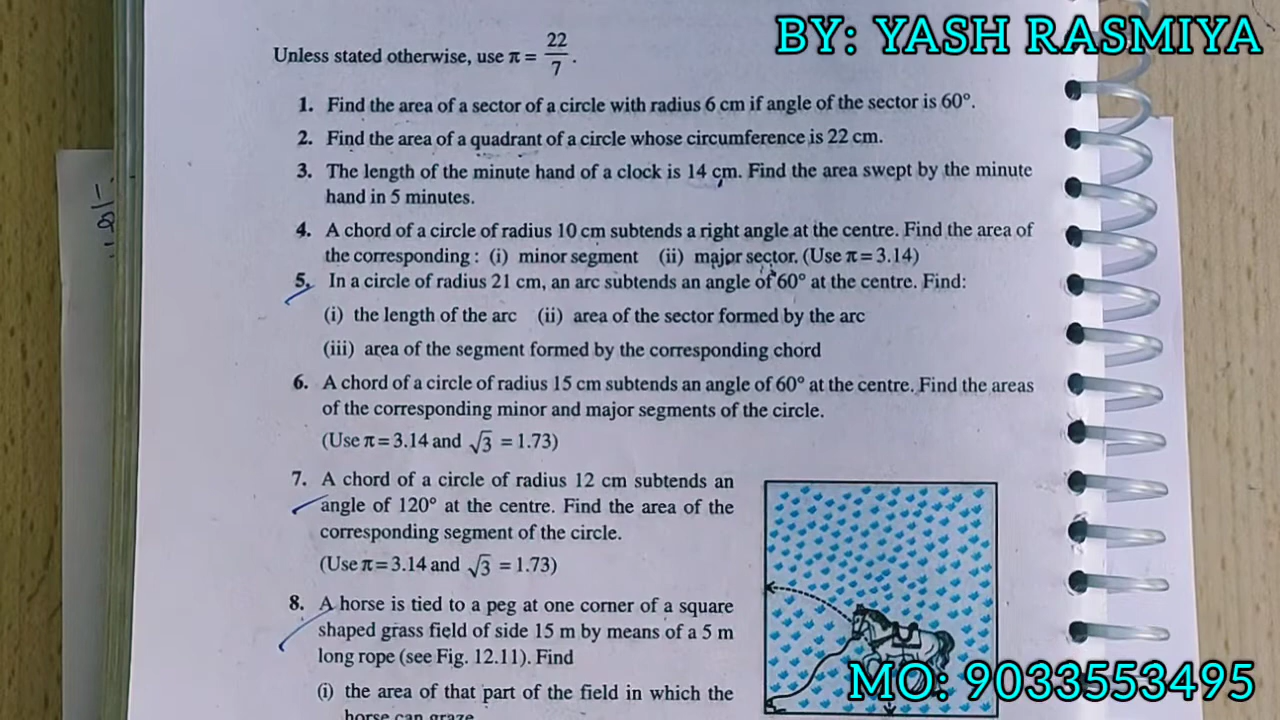 BY: YASH RASMIYA
Unless stated otherwise, use π = 22/7.
1. Find the area of a sector of a circle with radius 6 cm if angle of the sector is 60°.
2. Find the area of a quadrant of a circle whose circumference is 22 cm.
3. The length of the minute hand of a clock is 14 cm. Find the area swept by the minute
hand in 5 minutes.
4. A chord of a circle of radius 10 cm subtends a right angle at the centre. Find the area of
the corresponding : (i) minor segment (ii) major sector. (Use π = 3.14)
5. In a circle of radius 21 cm, an arc subtends an angle of 60° at the centre. Find:
(i) the length of the arc (ii) area of the sector formed by the arc
(iii) area of the segment formed by the corresponding chord
6. A chord of a circle of radius 15 cm subtends an angle of 60° at the centre. Find the areas
of the corresponding minor and major segments of the circle.
(Use π = 3.14 and √3 = 1.73)
7. A chord of a circle of radius 12 cm subtends an
angle of 120° at the centre. Find the area of the
corresponding segment of the circle.
(Use π = 3.14 and √3 = 1.73)
8. A horse is tied to a peg at one corner of a square
shaped grass field of side 15 m by means of a 5 m
long rope (see Fig. 12.11). Find
(i) the area of that part of the field in which the
horse can graze
MO: 9033553495